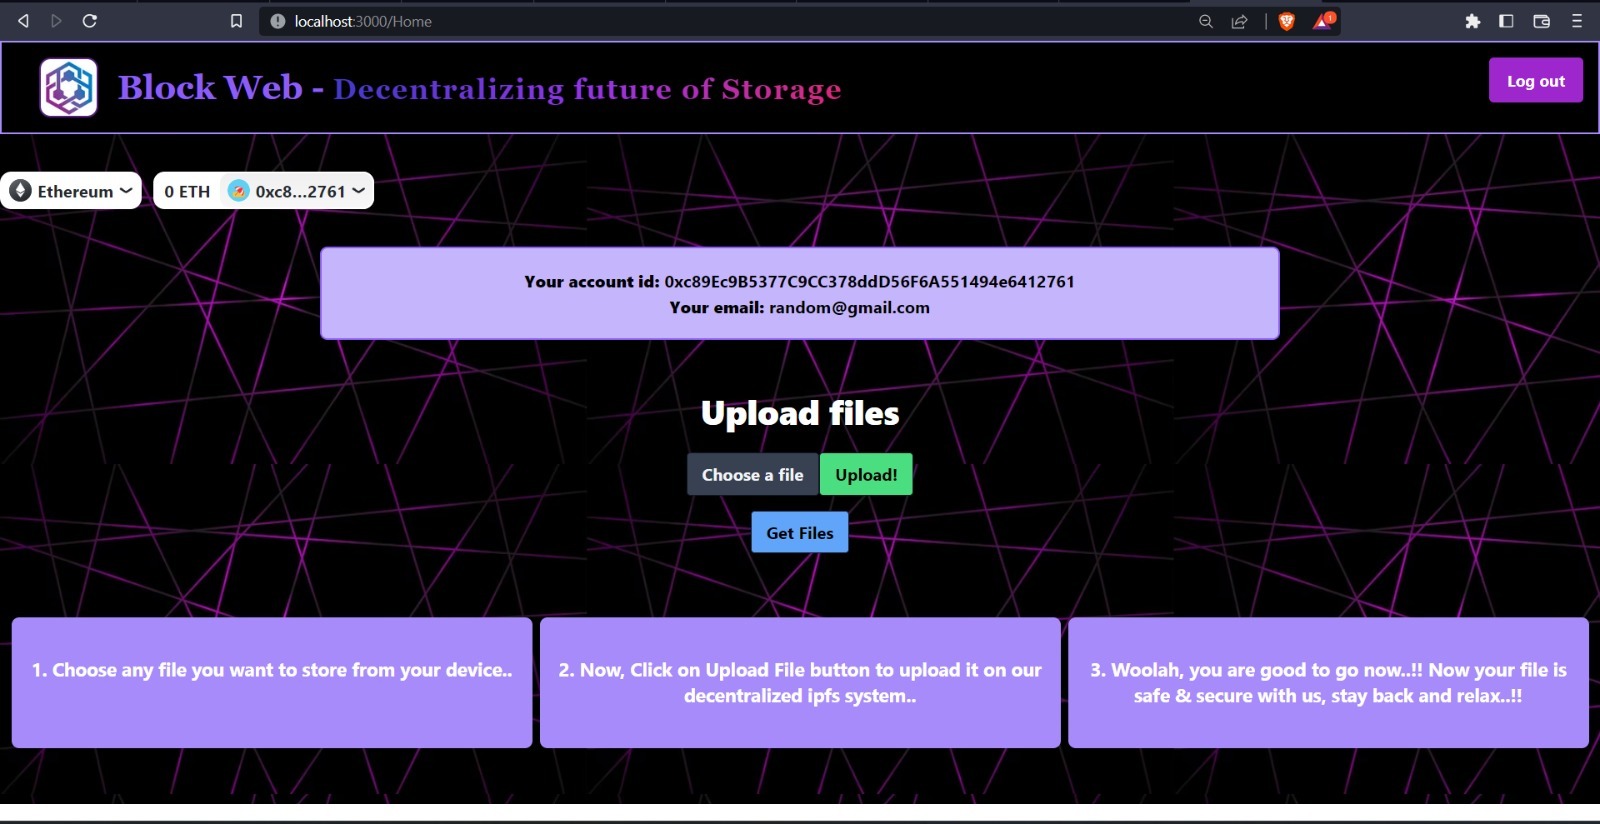 localhost:3000/Home
1
Block Web - Decentralizing future of Storage
Log out
Ethereum
0 ETH 0xc8...2761
Your account id: 0xc89Ec9B5377C9CC378ddD56F6A551494e6412761
Your email: random@gmail.com
Upload files
Choose a file Upload!
Get Files
1. Choose any file you want to store from your device..
2. Now, Click on Upload File button to upload it on our
decentralized ipfs system..
3. Woolah, you are good to go now..!! Now your file is
safe & secure with us, stay back and relax..!!